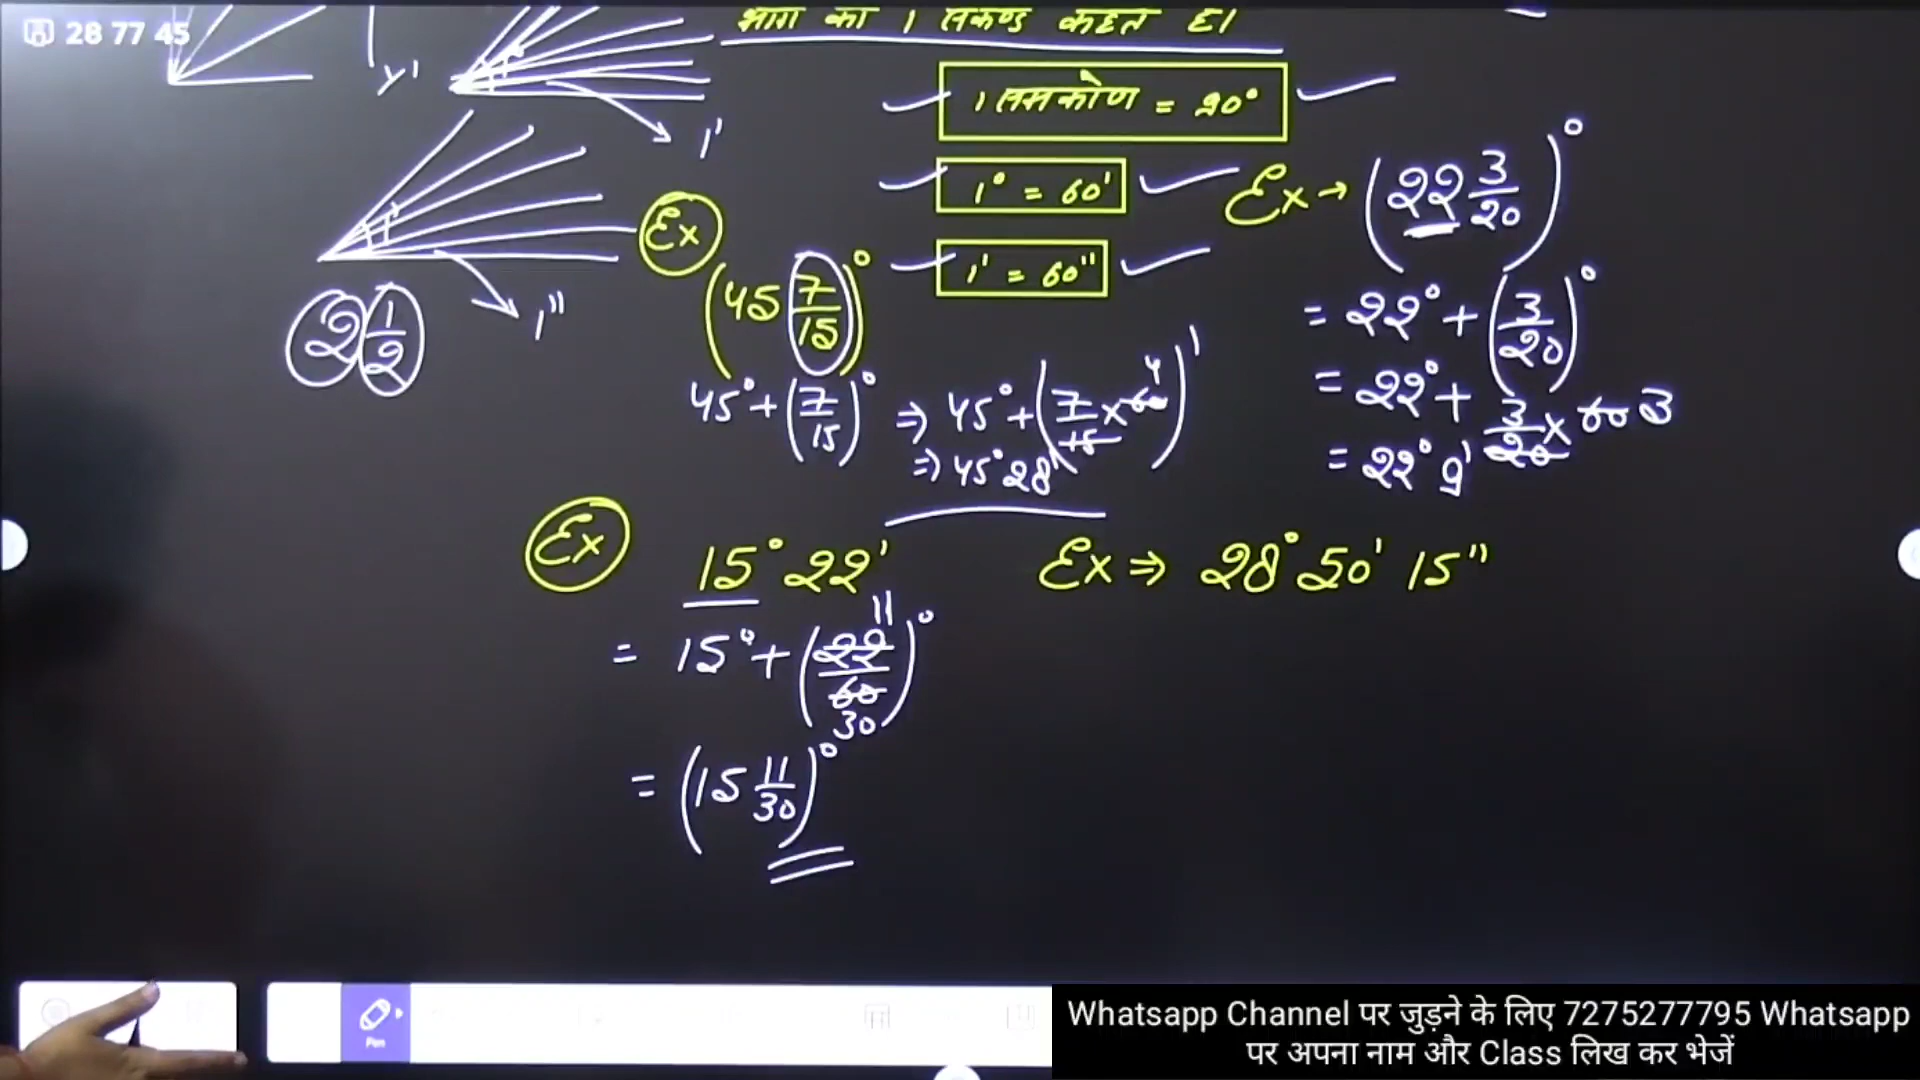 28 77 45
भाग को 1 सेकण्ड कहते है।
y'
1'
1 समकोण = 90°
1° = 60'
1' = 60"
1"
2 1/2
Ex
(45 7/15)°
45° + (7/15)° ⇒ 45° + (7/15 × 60 4)'
⇒ 45° 28'
Ex → (22 3/20)°
= 22° + (3/20)°
= 22° + 3/20 × 60 3
= 22° 9'
Ex 15° 22'
= 15° + (22/60)° 11 30
= (15 11/30)°
Ex ⇒ 28° 50' 15"
Pen
Whatsapp Channel पर जुड़ने के लिए 7275277795 Whatsapp
पर अपना नाम और Class लिख कर भेजें